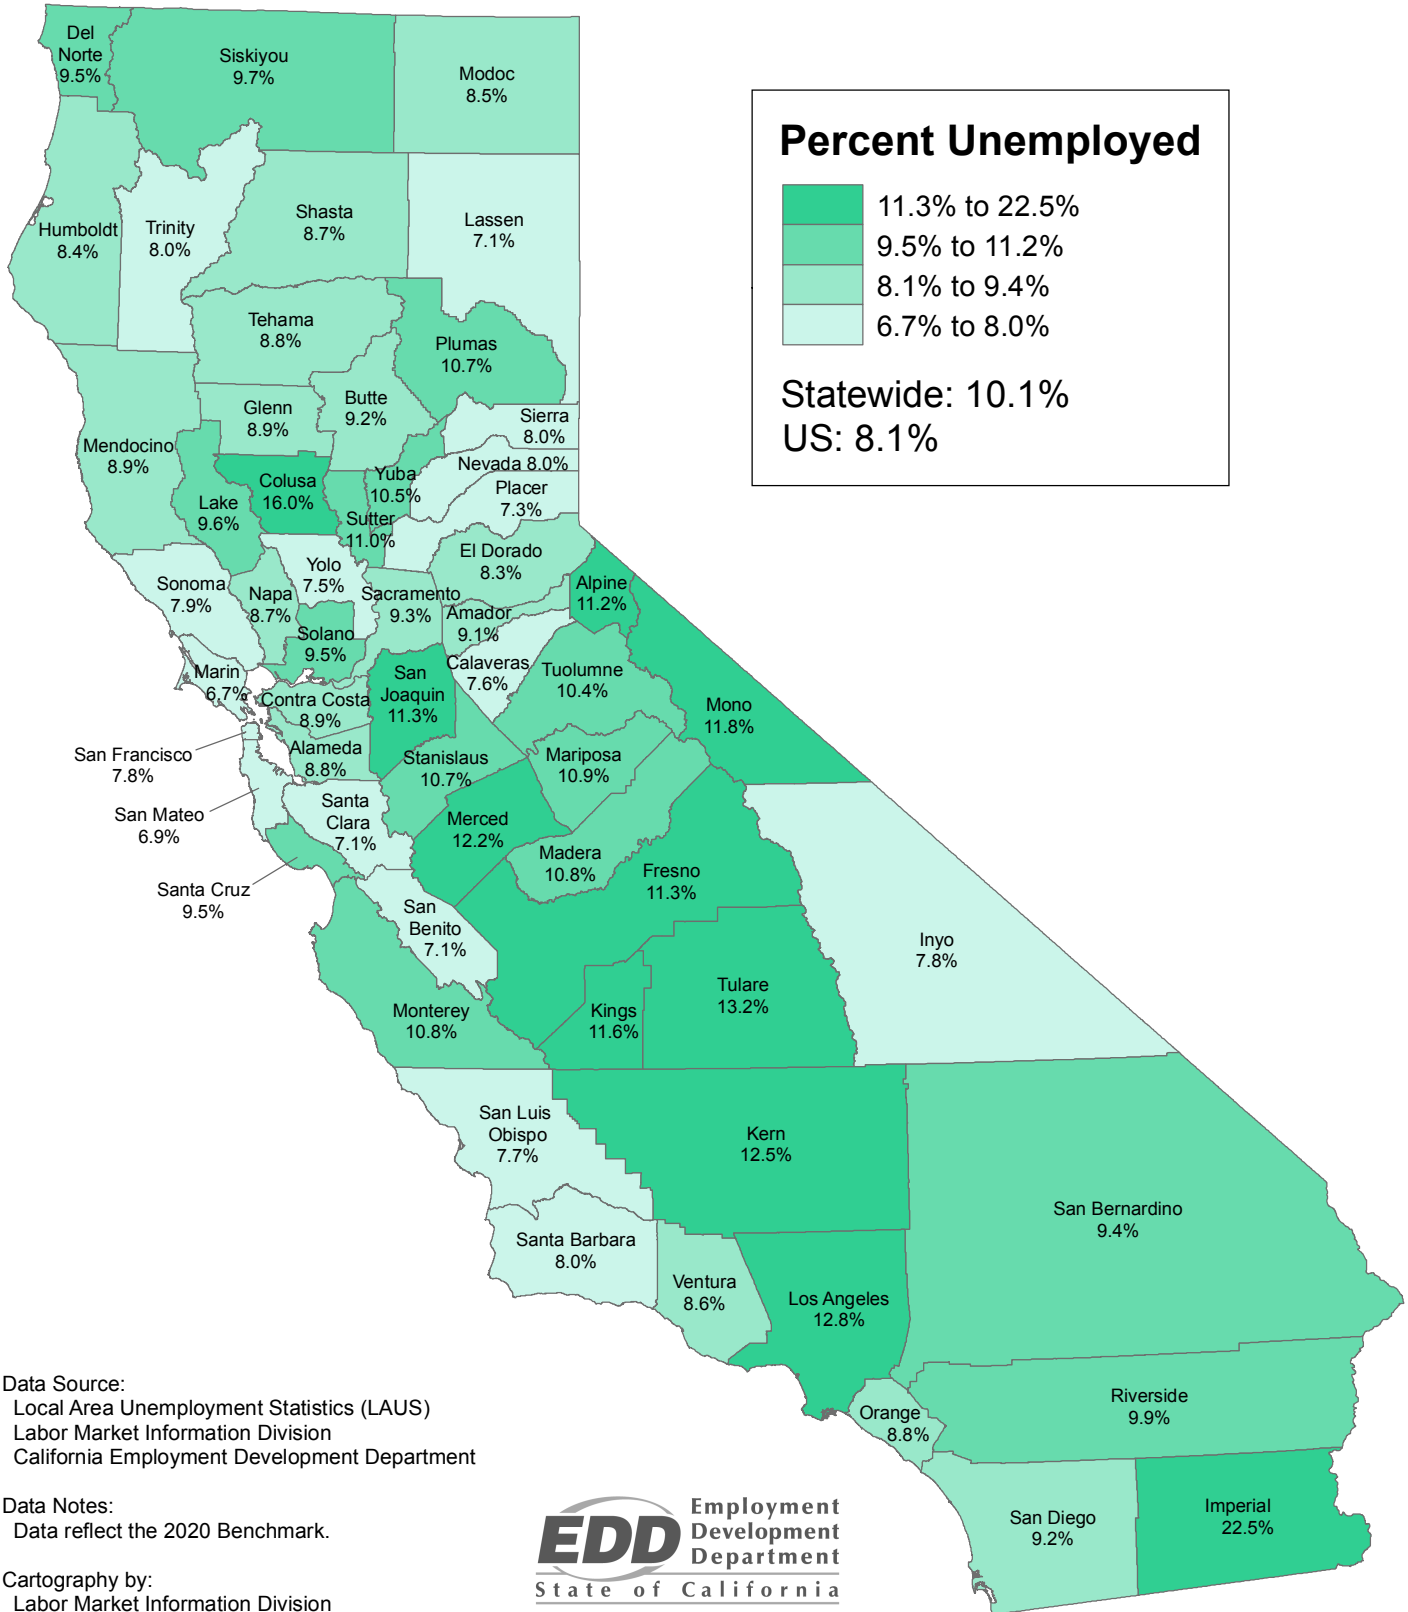 Del
Norte
9.5%
Siskiyou
9.7%
Modoc
8.5%
Percent Unemployed
11.3% to 22.5%
9.5% to 11.2%
8.1% to 9.4%
6.7% to 8.0%
Statewide: 10.1%
US: 8.1%
Humboldt
8.4%
Trinity
8.0%
Shasta
8.7%
Lassen
7.1%
Tehama
8.8%
Plumas
10.7%
Butte
9.2%
Glenn
8.9%
Sierra
8.0%
Mendocino
8.9%
Nevada 8.0%
Colusa
16.0%
Yuba
10.5%
Placer
7.3%
Lake
9.6%
Sutter
11.0%
El Dorado
8.3%
Yolo
7.5%
Sonoma
7.9%
Napa
8.7%
Sacramento
9.3%
Alpine
11.2%
Amador
9.1%
Solano
9.5%
Marin
6.7%
San
Joaquin
11.3%
Calaveras
7.6%
Tuolumne
10.4%
Contra Costa
8.9%
Mono
11.8%
San Francisco
7.8%
Alameda
8.8%
Stanislaus
10.7%
Mariposa
10.9%
San Mateo
6.9%
Santa
Clara
7.1%
Merced
12.2%
Madera
10.8%
Fresno
11.3%
Santa Cruz
9.5%
San
Benito
7.1%
Inyo
7.8%
Monterey
10.8%
Kings
11.6%
Tulare
13.2%
San Luis
Obispo
7.7%
Kern
12.5%
San Bernardino
9.4%
Santa Barbara
8.0%
Ventura
8.6%
Los Angeles
12.8%
Riverside
9.9%
Orange
8.8%
San Diego
9.2%
Imperial
22.5%
Data Source:
Local Area Unemployment Statistics (LAUS)
Labor Market Information Division
California Employment Development Department
Data Notes:
Data reflect the 2020 Benchmark.
Cartography by:
Labor Market Information Division
EDD
Employment
Development
Department
State of California